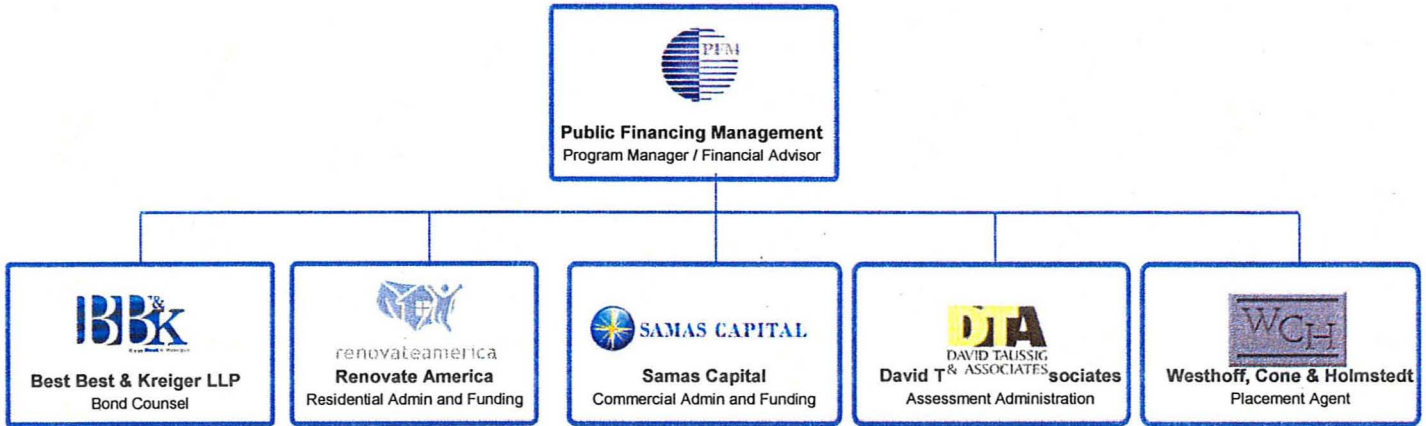 PFM
Public Financing Management
Program Manager / Financial Advisor
BB&K
Best Best & Kreiger LLP
Bond Counsel
renovateamerica
Renovate America
Residential Admin and Funding
SAMAS CAPITAL
Samas Capital
Commercial Admin and Funding
DTA
DAVID TAUSSIG
& ASSOCIATES
David T sociates
Assessment Administration
WCH
Westhoff, Cone & Holmstedt
Placement Agent